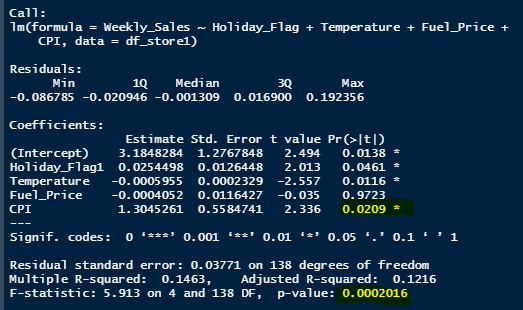 Call:
lm(formula = Weekly_Sales ~ Holiday_Flag + Temperature + Fuel_Price +
    CPI, data = df_store1)
Residuals:
      Min        1Q    Median        3Q       Max
-0.086785 -0.020946 -0.001309  0.016900  0.192356
Coefficients:
                Estimate Std. Error t value Pr(>|t|)
(Intercept)    3.1848284  1.2767848   2.494   0.0138 *
Holiday_Flag1  0.0254498  0.0126448   2.013   0.0461 *
Temperature   -0.0005955  0.0002329  -2.557   0.0116 *
Fuel_Price    -0.0004052  0.0116427  -0.035   0.9723
CPI            1.3045261  0.5584741   2.336   0.0209 *
---
Signif. codes:  0 ‘***’ 0.001 ‘**’ 0.01 ‘*’ 0.05 ‘.’ 0.1 ‘ ’ 1
Residual standard error: 0.03771 on 138 degrees of freedom
Multiple R-squared:  0.1463,    Adjusted R-squared:  0.1216
F-statistic: 5.913 on 4 and 138 DF,  p-value: 0.0002016